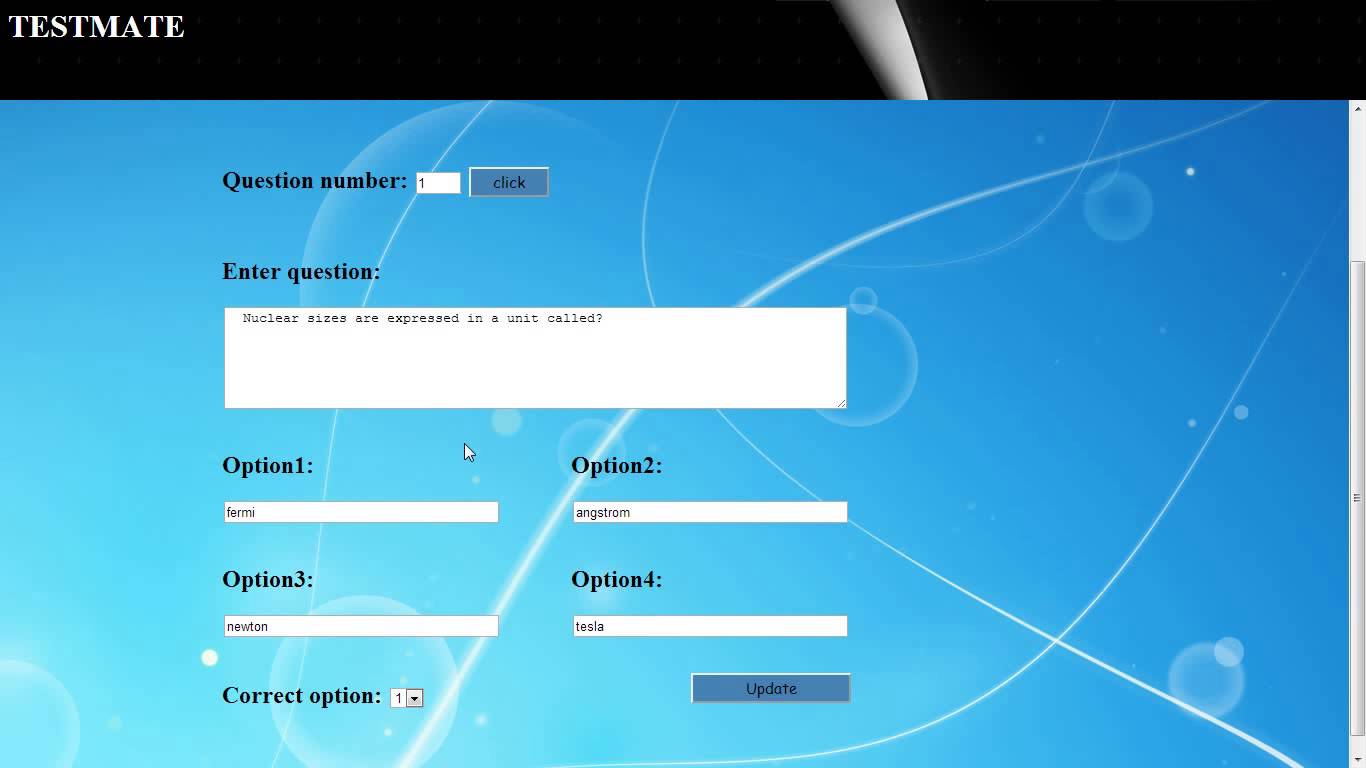 TESTMATE
Question number: 1 click
Enter question:
Nuclear sizes are expressed in a unit called?
Option1: Option2:
fermi angstrom
Option3: Option4:
newton tesla
Correct option: 1 Update